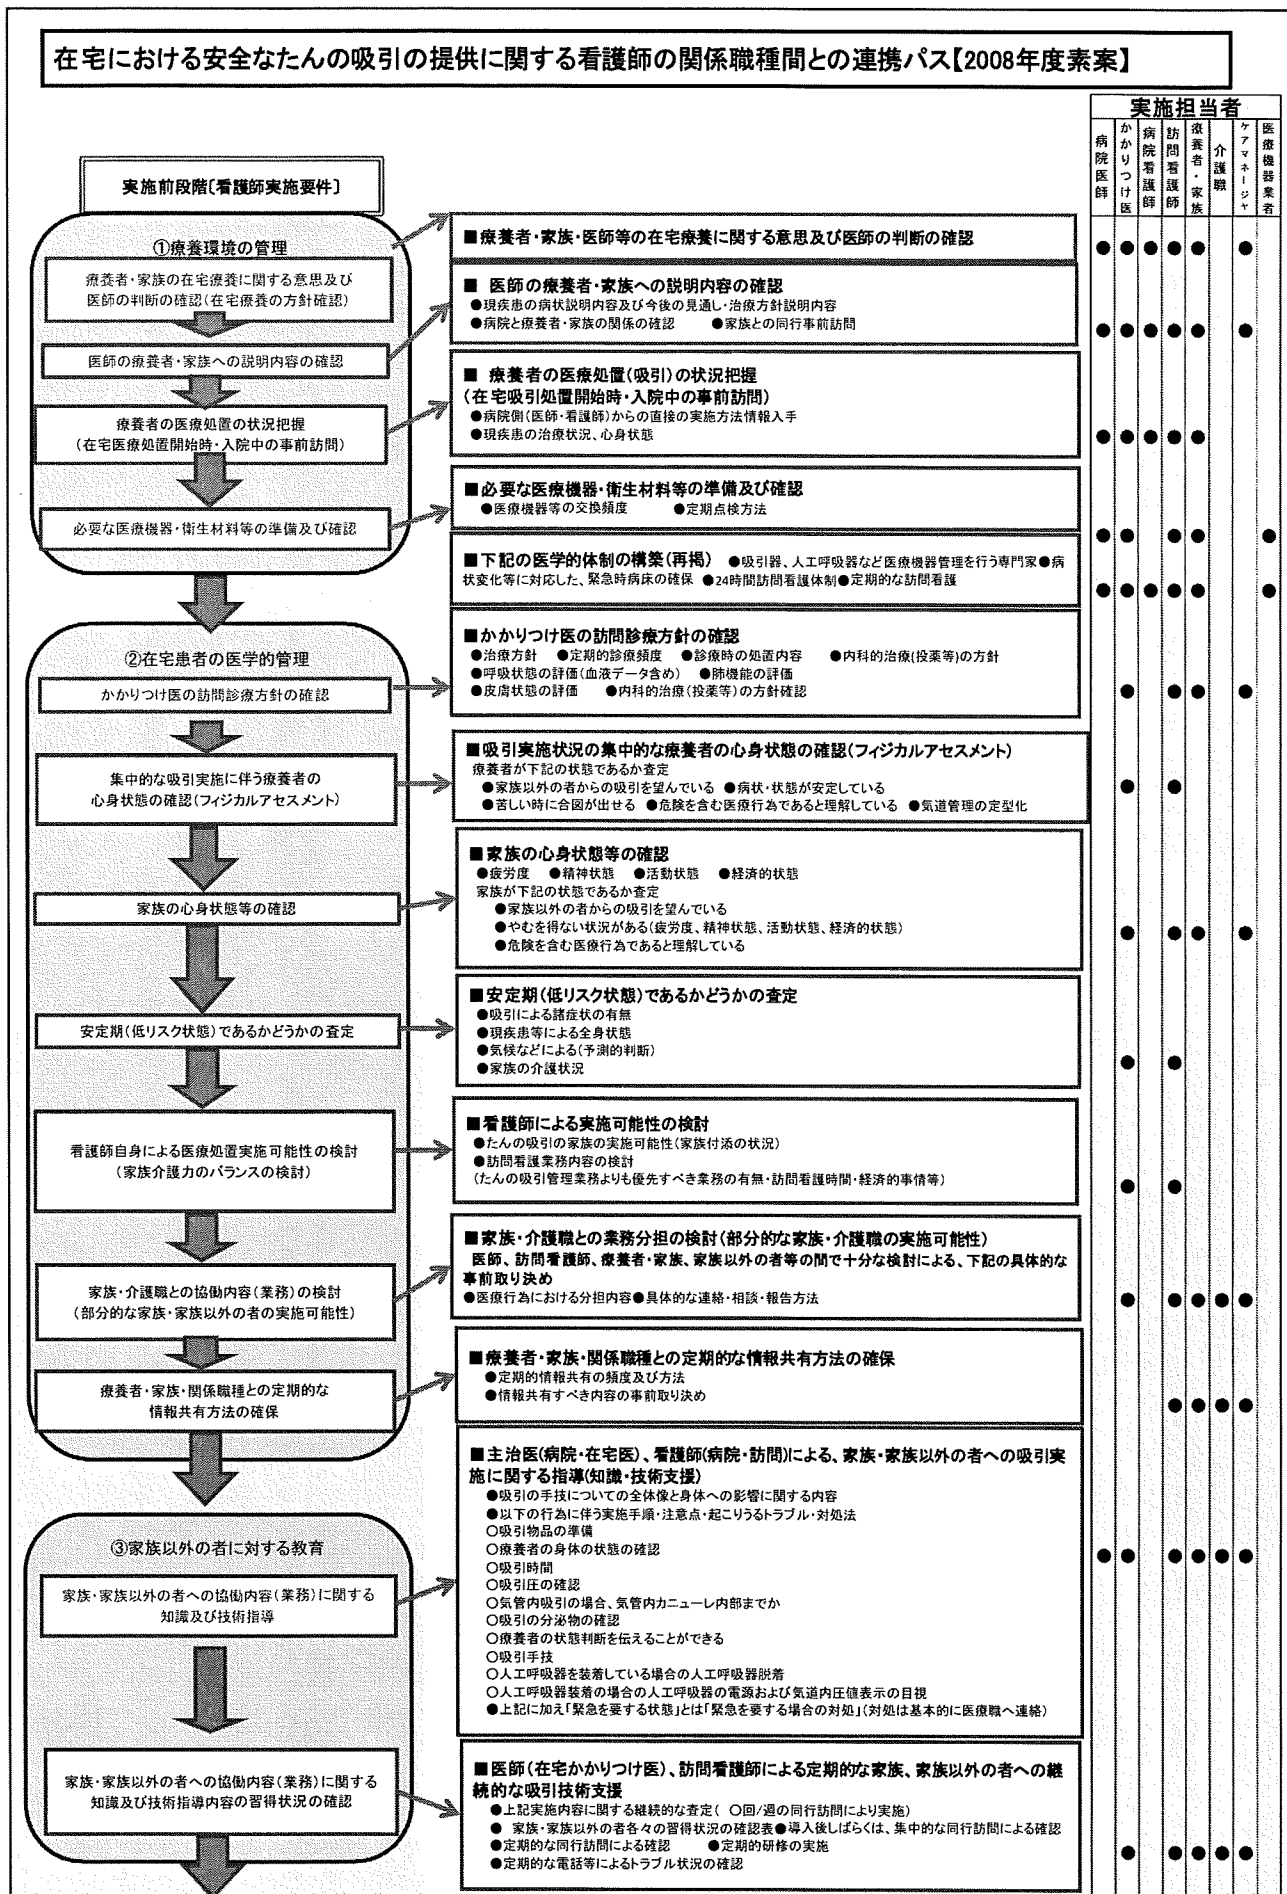 在宅における安全なたんの吸引の提供に関する看護師の関係職種間との連携パス【2008年度素案】
実施担当者
病院医師
かかりつけ医
病院看護師
訪問看護師
療養者・家族
介護職
ケアマネージャ
医療機器業者
実施前段階〔看護師実施要件〕
①療養環境の管理
療養者・家族の在宅療養に関する意思及び
医師の判断の確認(在宅療養の方針確認)
医師の療養者・家族への説明内容の確認
療養者の医療処置の状況把握
(在宅医療処置開始時・入院中の事前訪問)
必要な医療機器・衛生材料等の準備及び確認
■療養者・家族・医師等の在宅療養に関する意思及び医師の判断の確認
● ● ● ● ● ●
■ 医師の療養者・家族への説明内容の確認
●現疾患の病状説明内容及び今後の見通し・治療方針説明内容
●病院と療養者・家族の関係の確認 ●家族との同行事前訪問
● ● ● ● ● ●
■ 療養者の医療処置(吸引)の状況把握
(在宅吸引処置開始時・入院中の事前訪問)
●病院側(医師・看護師)からの直接の実施方法情報入手
●現疾患の治療状況、心身状態
● ● ● ● ●
■必要な医療機器・衛生材料等の準備及び確認
●医療機器等の交換頻度 ●定期点検方法
● ● ● ● ●
■下記の医学的体制の構築(再掲) ●吸引器、人工呼吸器など医療機器管理を行う専門家●病
状変化等に対応した、緊急時病床の確保 ●24時間訪問看護体制●定期的な訪問看護
● ● ● ● ● ●
②在宅患者の医学的管理
かかりつけ医の訪問診療方針の確認
集中的な吸引実施に伴う療養者の
心身状態の確認(フィジカルアセスメント)
家族の心身状態等の確認
安定期(低リスク状態)であるかどうかの査定
看護師自身による医療処置実施可能性の検討
(家族介護力のバランスの検討)
家族・介護職との協働内容(業務)の検討
(部分的な家族・家族以外の者の実施可能性)
療養者・家族・関係職種との定期的な
情報共有方法の確保
■かかりつけ医の訪問診療方針の確認
●治療方針 ●定期的診療頻度 ●診療時の処置内容 ●内科的治療(投薬等)の方針
●呼吸状態の評価(血液データ含め) ●肺機能の評価
●皮膚状態の評価 ●内科的治療(投薬等)の方針確認
● ● ● ●
■吸引実施状況の集中的な療養者の心身状態の確認(フィジカルアセスメント)
療養者が下記の状態であるか査定
●家族以外の者からの吸引を望んでいる ●病状・状態が安定している
●苦しい時に合図が出せる ●危険を含む医療行為であると理解している ●気道管理の定型化
● ●
■家族の心身状態等の確認
●疲労度 ●精神状態 ●活動状態 ●経済的状態
家族が下記の状態であるか査定
●家族以外の者からの吸引を望んでいる
●やむを得ない状況がある(疲労度、精神状態、活動状態、経済的状態)
●危険を含む医療行為であると理解している
● ● ● ●
■安定期(低リスク状態)であるかどうかの査定
●吸引による諸症状の有無
●現疾患等による全身状態
●気候などによる(予測的判断)
●家族の介護状況
● ●
■看護師による実施可能性の検討
●たんの吸引の家族の実施可能性(家族付添の状況)
●訪問看護業務内容の検討
(たんの吸引管理業務よりも優先すべき業務の有無・訪問看護時間・経済的事情等)
● ●
■家族・介護職との業務分担の検討(部分的な家族・介護職の実施可能性)
医師、訪問看護師、療養者・家族、家族以外の者等の間で十分な検討による、下記の具体的な
事前取り決め
●医療行為における分担内容●具体的な連絡・相談・報告方法
● ● ● ● ●
■療養者・家族・関係職種との定期的な情報共有方法の確保
●定期的情報共有の頻度及び方法
●情報共有すべき内容の事前取り決め
● ● ● ●
③家族以外の者に対する教育
家族・家族以外の者への協働内容(業務)に関する
知識及び技術指導
家族・家族以外の者への協働内容(業務)に関する
知識及び技術指導内容の習得状況の確認
■主治医(病院・在宅医)、看護師(病院・訪問)による、家族・家族以外の者への吸引実
施に関する指導(知識・技術支援)
●吸引の手技についての全体像と身体への影響に関する内容
●以下の行為に伴う実施手順・注意点・起こりうるトラブル・対処法
○吸引物品の準備
○療養者の身体の状態の確認
○吸引時間
○吸引圧の確認
○気管内吸引の場合、気管内カニューレ内部までか
○吸引の分泌物の確認
○療養者の状態判断を伝えることができる
○吸引手技
○人工呼吸器を装着している場合の人工呼吸器脱着
○人工呼吸器装着の場合の人工呼吸器の電源および気道内圧値表示の目視
●上記に加え「緊急を要する状態」とは「緊急を要する場合の対処」(対処は基本的に医療職へ連絡)
● ● ● ● ● ●
■医師(在宅かかりつけ医)、訪問看護師による定期的な家族、家族以外の者への継
続的な吸引技術支援
●上記実施内容に関する継続的な査定( ○回/週の同行訪問により実施)
● 家族・家族以外の者各々の習得状況の確認表●導入後しばらくは、集中的な同行訪問による確認
●定期的な同行訪問による確認 ●定期的研修の実施
●定期的な電話等によるトラブル状況の確認
● ● ● ● ●